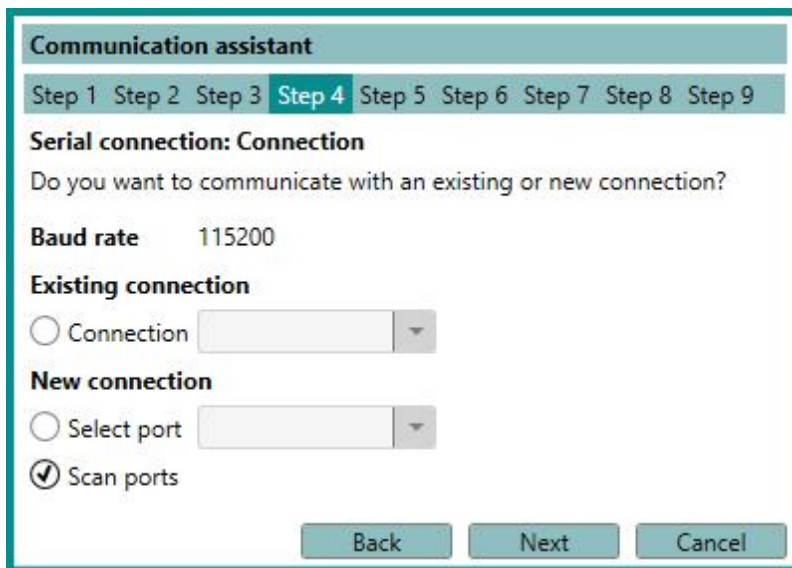 Communication assistant
Step 1 Step 2 Step 3 Step 4 Step 5 Step 6 Step 7 Step 8 Step 9
Serial connection: Connection
Do you want to communicate with an existing or new connection?
Baud rate 115200
Existing connection
Connection
New connection
Select port
Scan ports
Back Next Cancel